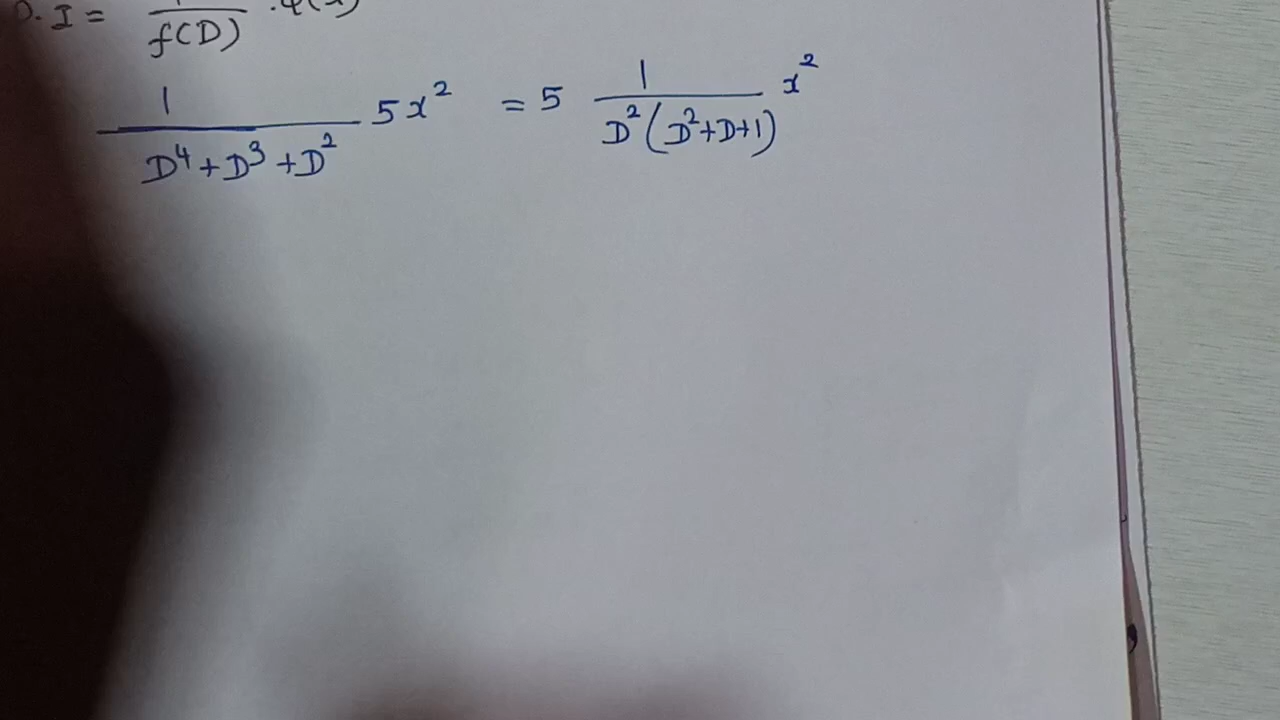 P.I = 1/f(D) . φ(x)
1/(D⁴+D³+D²) 5x² = 5 1/(D²(D²+D+1)) x²